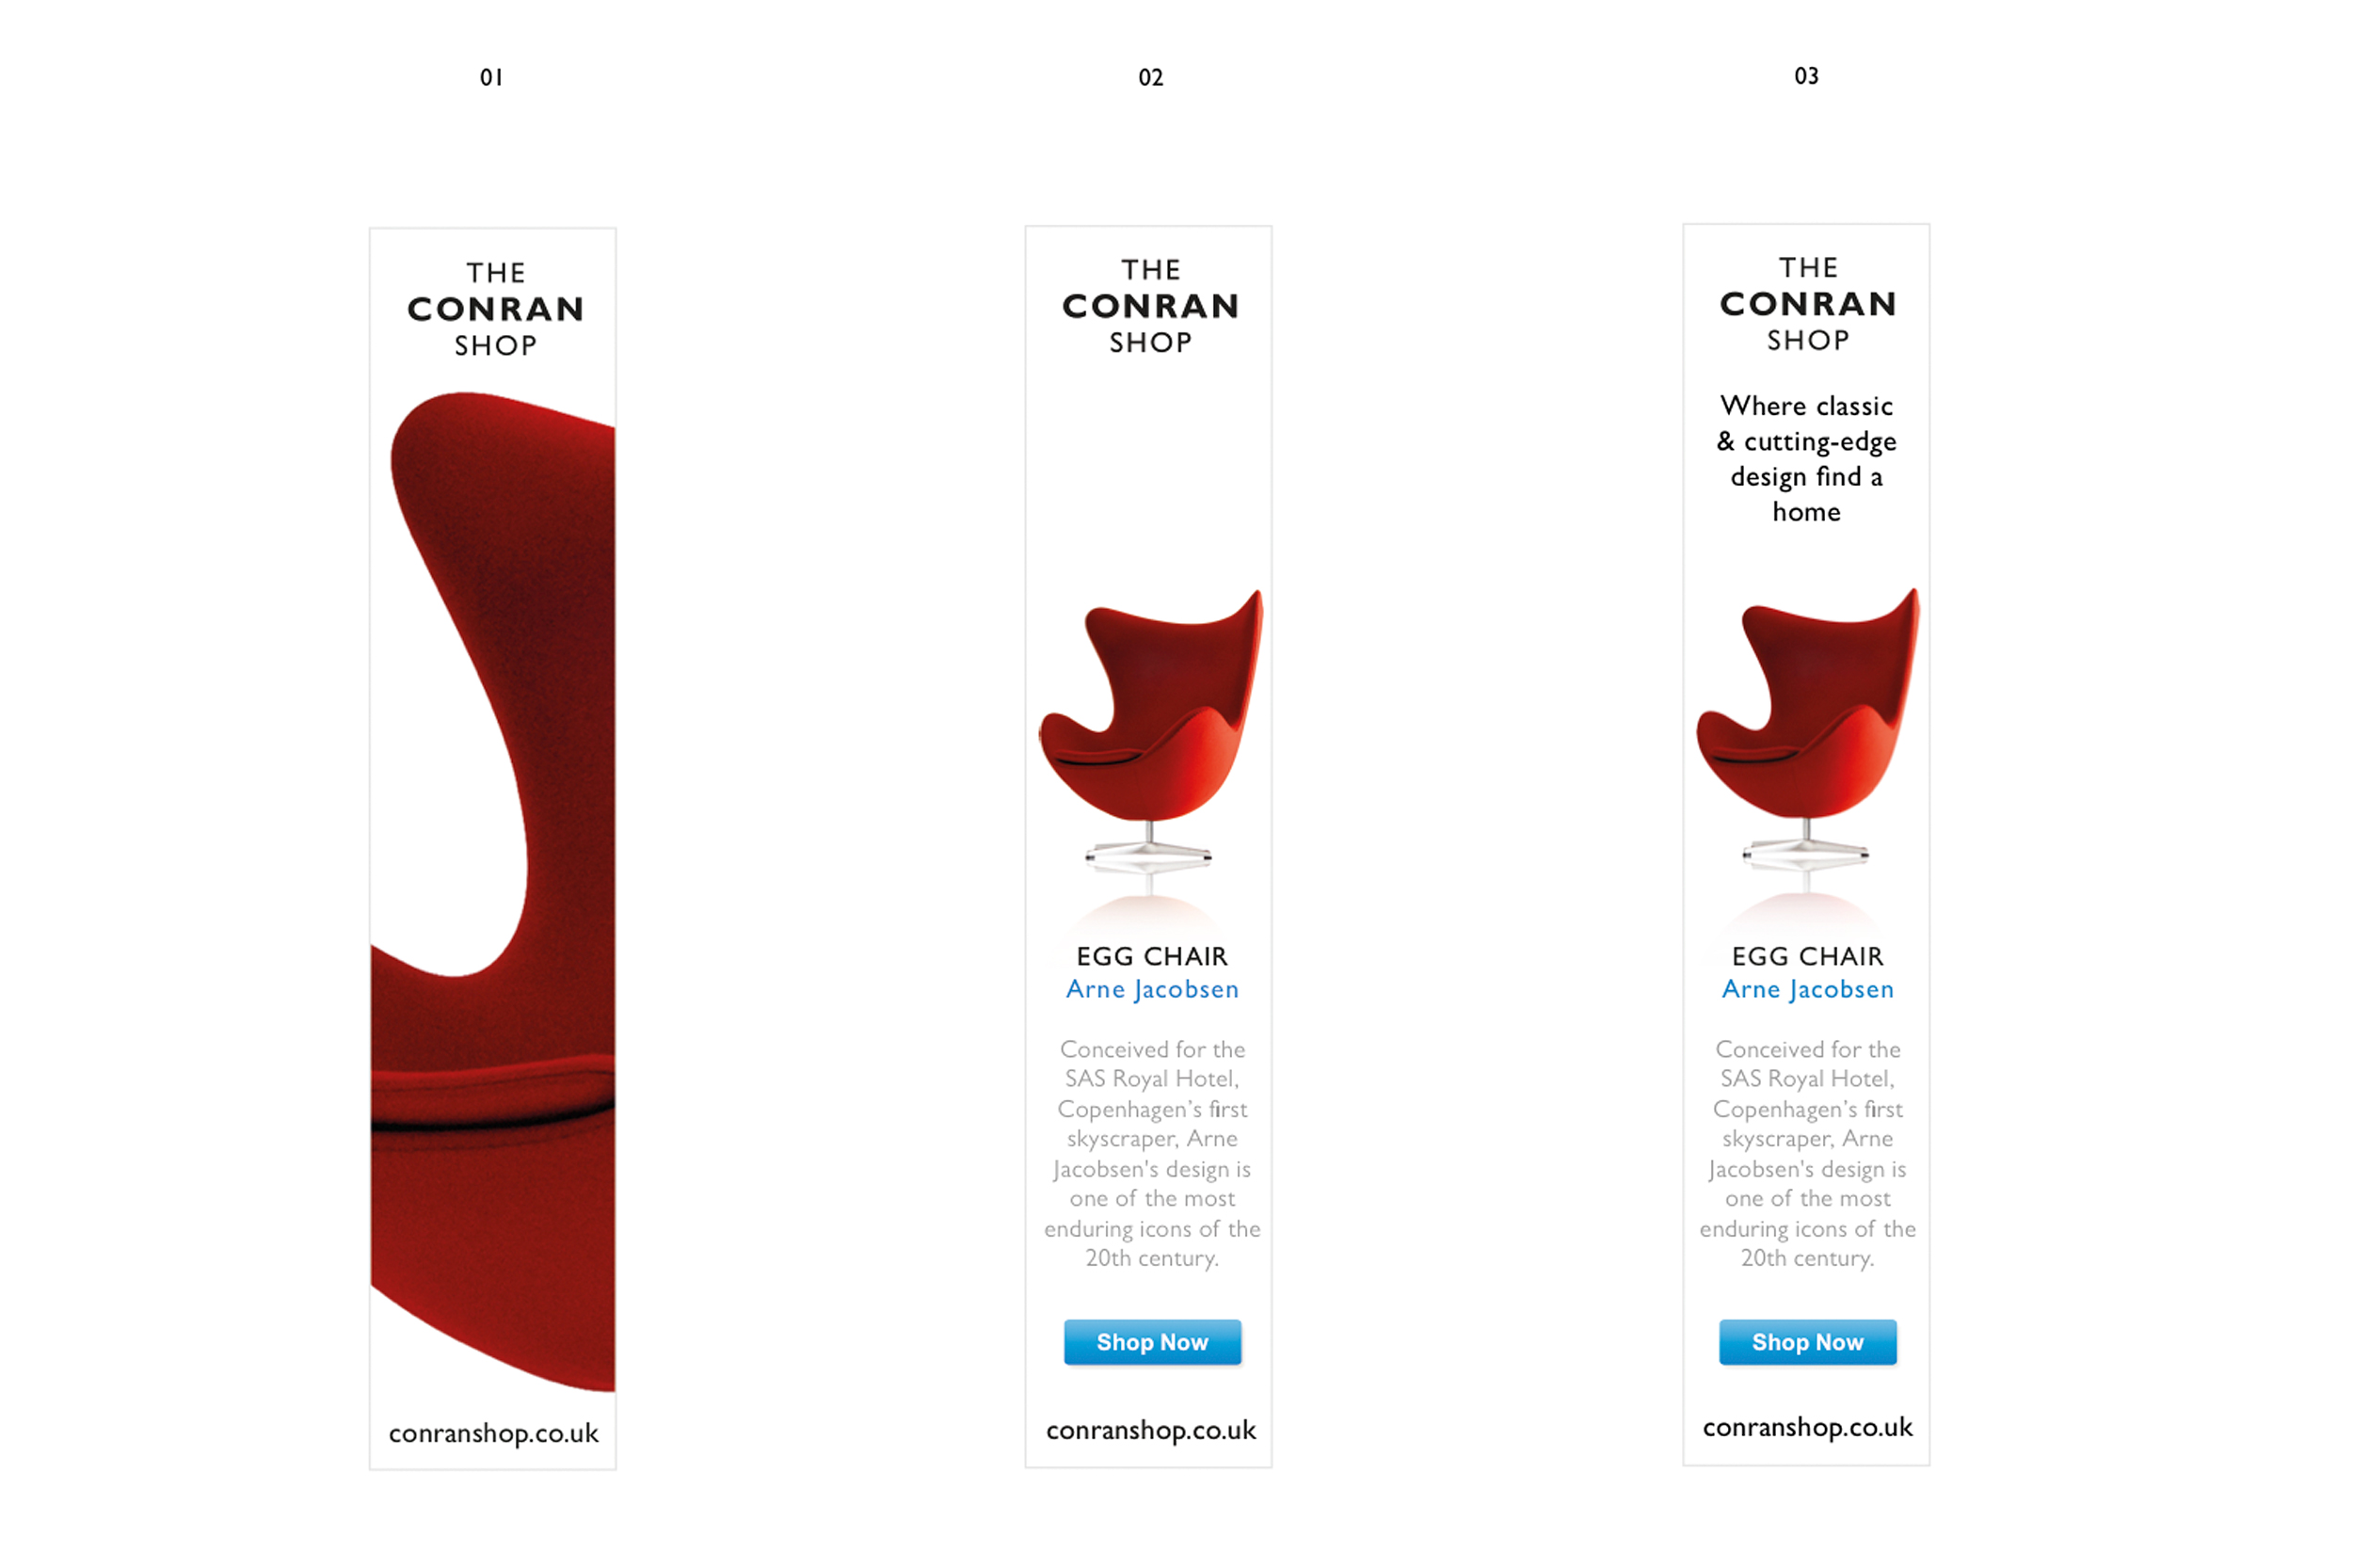 01
THE
CONRAN
SHOP
conranshop.co.uk
02
THE
CONRAN
SHOP
EGG CHAIR
Arne Jacobsen
Conceived for the
SAS Royal Hotel,
Copenhagen’s first
skyscraper, Arne
Jacobsen's design is
one of the most
enduring icons of the
20th century.
Shop Now
conranshop.co.uk
03
THE
CONRAN
SHOP
Where classic
& cutting-edge
design find a
home
EGG CHAIR
Arne Jacobsen
Conceived for the
SAS Royal Hotel,
Copenhagen’s first
skyscraper, Arne
Jacobsen's design is
one of the most
enduring icons of the
20th century.
Shop Now
conranshop.co.uk